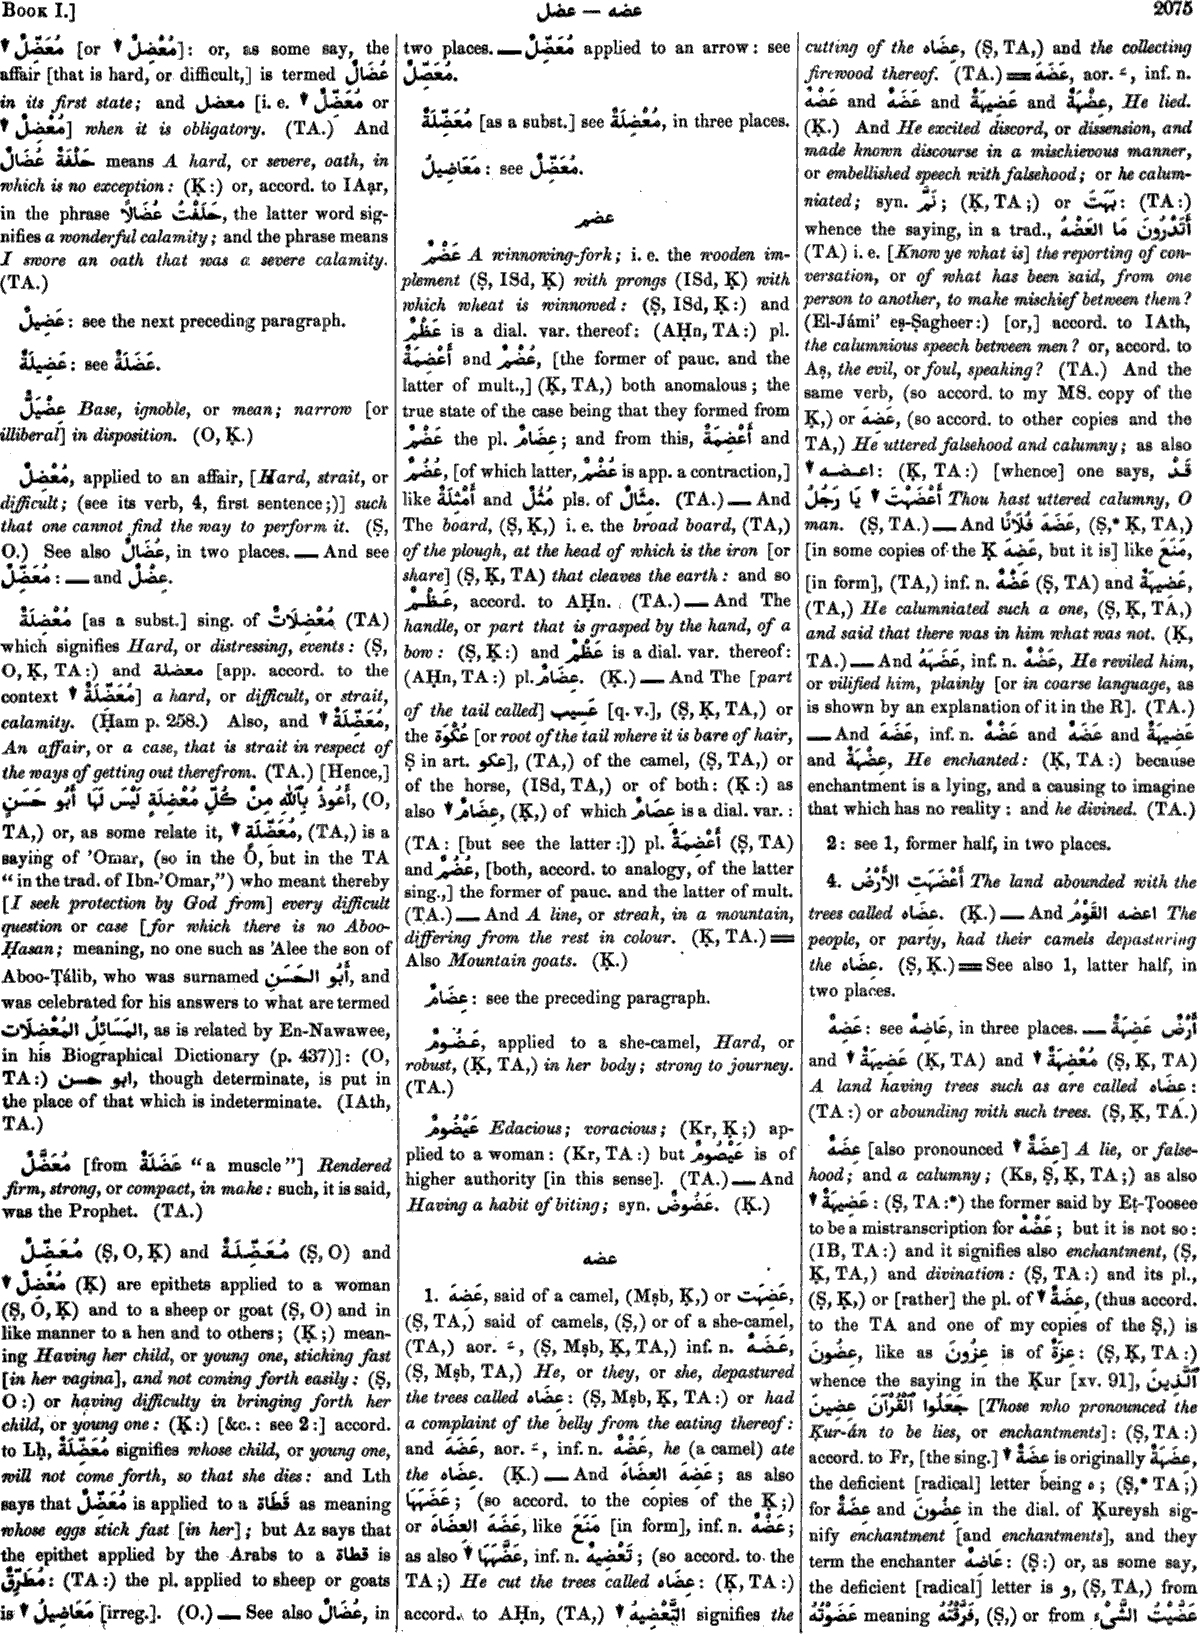 BOOK I.]
عضه — عضل
2075
مُعَضِّلٌ ↓ [or مُعْضِلٌ ↓]: or, as some say, the
affair [that is hard, or difficult,] is termed عُضَالٌ
in its first state; and معضل [i. e. مُعَضِّلٌ ↓ or
مُعْضِلٌ ↓] when it is obligatory. (TA.) And
حَلْفَةٌ عُضَالٌ means A hard, or severe, oath, in
which is no exception: (Ḳ:) or, accord. to IAạr,
in the phrase حَلَفْتُ عُضَالًا, the latter word sig-
nifies a wonderful calamity; and the phrase means
I swore an oath that was a severe calamity.
(TA.)
عَضِيلٌ: see the next preceding paragraph.
عَضِيلَةٌ: see عَضَلَةٌ.
عِضْيَلٌ Base, ignoble, or mean; narrow [or
illiberal] in disposition. (O, Ḳ.)
مُعْضِلٌ, applied to an affair, [Hard, strait, or
difficult; (see its verb, 4, first sentence;)] such
that one cannot find the way to perform it. (Ṣ,
O.) See also عُضَالٌ, in two places. — And see
مُعَضِّلٌ: — and عِضْلٌ.
مُعْضِلَةٌ [as a subst.] sing. of مُعْضِلَاتٌ (TA)
which signifies Hard, or distressing, events: (Ṣ,
O, Ḳ, TA:) and معضلة [app. accord. to the
context مُعَضِّلَةٌ ↓] a hard, or difficult, or strait,
calamity. (Ḥam p. 258.) Also, and مُعَضِّلَةٌ ↓,
An affair, or a case, that is strait in respect of
the ways of getting out therefrom. (TA.) [Hence,]
أَعُوذُ بِٱللّٰهِ مِنْ كُلِّ مُعْضِلَةٍ لَيْسَ لَهَا أَبُو حَسَنٍ, (O,
TA,) or, as some relate it, مُعَضِّلَةٍ ↓, (TA,) is a
saying of ’Omar, (so in the O, but in the TA
“in the trad. of Ibn-’Omar,”) who meant thereby
[I seek protection by God from] every difficult
question or case [for which there is no Aboo-
Ḥasan; meaning, no one such as ’Alee the son of
Aboo-Ṭálib, who was surnamed أَبُو الحَسَنِ, and
was celebrated for his answers to what are termed
المَسَائِلُ المُعْضِلَات, as is related by En-Nawawee,
in his Biographical Dictionary (p. 437)]: (O,
TA:) ابو حسن, though determinate, is put in
the place of that which is indeterminate. (IAth,
TA.)
مُعَضَّلٌ [from عَضَلَةٌ “a muscle”] Rendered
firm, strong, or compact, in make: such, it is said,
was the Prophet. (TA.)
مُعَضِّلٌ (Ṣ, O, Ḳ) and مُعَضِّلَةٌ (Ṣ, O) and
مُعْضِلٌ ↓ (Ḳ) are epithets applied to a woman
(Ṣ, O, Ḳ) and to a sheep or goat (Ṣ, O) and in
like manner to a hen and to others; (Ḳ;) mean-
ing Having her child, or young one, sticking fast
[in her vagina], and not coming forth easily: (Ṣ,
O:) or having difficulty in bringing forth her
child, or young one: (Ḳ:) [&c.: see 2:] accord.
to Lḥ, مُعَضِّلَةٌ signifies whose child, or young one,
will not come forth, so that she dies: and Lth
says that مُعَضِّلٌ is applied to a قَطَاة as meaning
whose eggs stick fast [in her]; but Az says that
the epithet applied by the Arabs to a قطاة is
مُطَرِّقٌ: (TA:) the pl. applied to sheep or goats
is مَعَاضِيلُ ↓ [irreg.]. (O.) — See also عُضَالٌ, in
two places. — مُعَضِّلٌ applied to an arrow: see
مُعَصِّلٌ.
مُعَضِّلَةٌ [as a subst.] see مُعْضِلَةٌ, in three places.
مَعَاضِيلُ: see مُعَضِّلٌ.
عضم
عَضْمٌ A winnowing-fork; i. e. the wooden im-
plement (Ṣ, ISd, Ḳ) with prongs (ISd, Ḳ) with
which wheat is winnowed: (Ṣ, ISd, Ḳ:) and
عَظْمٌ is a dial. var. thereof: (AḤn, TA:) pl.
أَعْضِمَةٌ and عُضُمٌ, [the former of pauc. and the
latter of mult.,] (Ḳ, TA,) both anomalous; the
true state of the case being that they formed from
عَضْمٌ the pl. عِضَامٌ; and from this, أَعْضِمَةٌ and
عُضُمٌ, [of which latter, عُضْمٌ is app. a contraction,]
like أَمْثِلَةٌ and مُثُلٌ pls. of مِثَالٌ. (TA.) — And
The board, (Ṣ, Ḳ,) i. e. the broad board, (TA,)
of the plough, at the head of which is the iron [or
share] (Ṣ, Ḳ, TA) that cleaves the earth: and so
عَظْمٌ, accord. to AḤn. (TA.) — And The
handle, or part that is grasped by the hand, of a
bow: (Ṣ, Ḳ:) and عَظْمٌ is a dial. var. thereof:
(AḤn, TA:) pl. عِضَامٌ. (Ḳ.) — And The [part
of the tail called] عَسِيب [q. v.], (Ṣ, Ḳ, TA,) or
the عُكْوَة [or root of the tail where it is bare of hair,
Ṣ in art. عكو], (TA,) of the camel, (Ṣ, TA,) or
of the horse, (ISd, TA,) or of both: (Ḳ:) as
also عِضَامٌ ↓, (Ḳ,) of which عِصَامٌ is a dial. var.:
(TA: [but see the latter:]) pl. أَعْضِمَةٌ (Ṣ, TA)
and عُضُمٌ, [both, accord. to analogy, of the latter
sing.,] the former of pauc. and the latter of mult.
(TA.) — And A line, or streak, in a mountain,
differing from the rest in colour. (Ḳ, TA.) ═
Also Mountain goats. (Ḳ.)
عِضَامٌ: see the preceding paragraph.
عَضُومٌ, applied to a she-camel, Hard, or
robust, (Ḳ, TA,) in her body; strong to journey.
(TA.)
عَيْضُومٌ Edacious; voracious; (Kr, Ḳ;) ap-
plied to a woman: (Kr, TA:) but عَيْصُومٌ is of
higher authority [in this sense]. (TA.) — And
Having a habit of biting; syn. عَضُوضٌ. (Ḳ.)
عضه
1. عَضِهَ, said of a camel, (Mṣb, Ḳ,) or عَضِهَت,
(Ṣ, TA,) said of camels, (Ṣ,) or of a she-camel,
(TA,) aor. ـَ, (Ṣ, Mṣb, Ḳ, TA,) inf. n. عَضَهٌ,
(Ṣ, Mṣb, TA,) He, or they, or she, depastured
the trees called عضاه: (Ṣ, Mṣb, Ḳ, TA:) or had
a complaint of the belly from the eating thereof:
and عَضَهَ, aor. ـَ, inf. n. عَضْهٌ, he (a camel) ate
the عضاه. (Ḳ.) — And عَضَهَ العِضَاهَ; as also
عَضَهَهَا; (so accord. to the copies of the Ḳ;)
or عَضَهَ العِضَاهَ, like مَنَعَ [in form], inf. n. عَضْهٌ;
as also عَضَّهَهَا ↓, inf. n. تَعْضِيهٌ; (so accord. to the
TA;) He cut the trees called عضاه: (Ḳ, TA:)
accord. to AḤn, (TA,) التَّعْضِيهُ ↓ signifies the
cutting of the عضاه, (Ṣ, TA,) and the collecting
firewood thereof. (TA.) ═ عَضَهَ, aor. ـَ, inf. n.
عَضْهٌ and عَضَهٌ and عَضِيهَةٌ and عِضْهَةٌ, He lied.
(Ḳ.) And He excited discord, or dissension, and
made known discourse in a mischievous manner,
or embellished speech with falsehood; or he calum-
niated; syn. نَمَّ; (Ḳ, TA;) or بَهَتَ: (TA:)
whence the saying, in a trad., أَتَدْرُونَ مَا العَضْهُ
(TA) i. e. [Know ye what is] the reporting of con-
versation, or of what has been said, from one
person to another, to make mischief between them?
(El-Jámi’ eṣ-Ṣagheer:) [or,] accord. to IAth,
the calumnious speech between men? or, accord. to
Aṣ, the evil, or foul, speaking? (TA.) And the
same verb, (so accord. to my MS. copy of the
Ḳ,) or عَضِهَ, (so accord. to other copies and the
TA,) He uttered falsehood and calumny; as also
اعضه ↓: (Ḳ, TA:) [whence] one says, قَدْ
أَعْضَهْتَ ↓ يَا رَجُلُ Thou hast uttered calumny, O
man. (Ṣ, TA.) — And عَضَهَ فُلَانًا, (Ṣ,* Ḳ, TA,)
[in some copies of the Ḳ عَضِهَ, but it is] like مَنَعَ,
[in form], (TA,) inf. n. عَضْهٌ (Ṣ, TA) and عَضِيهَةٌ,
(TA,) He calumniated such a one, (Ṣ, Ḳ, TA,)
and said that there was in him what was not. (Ḳ,
TA.) — And عَضَهَهُ, inf. n. عَضْهٌ, He reviled him,
or vilified him, plainly [or in coarse language, as
is shown by an explanation of it in the R]. (TA.)
— And عَضَهَ, inf. n. عَضْهٌ and عَضَهٌ and عَضِيهَةٌ
and عِضْهَةٌ, He enchanted: (Ḳ, TA:) because
enchantment is a lying, and a causing to imagine
that which has no reality: and he divined. (TA.)
2: see 1, former half, in two places.
4. أَعْضَهَتِ الأَرْضُ The land abounded with the
trees called عضاه. (Ḳ.) — And اعضه القَوْمُ The
people, or party, had their camels depasturing
the عضاه. (Ṣ, Ḳ.) ═ See also 1, latter half, in
two places.
عَضِهٌ: see عَاضِهٌ, in three places. — أَرْضٌ عَضِهَةٌ
and عَضِيهَةٌ ↓ (Ḳ, TA) and مُعْضِهَةٌ ↓ (Ṣ, Ḳ, TA)
A land having trees such as are called عضاه:
(TA:) or abounding with such trees. (Ṣ, Ḳ, TA.)
عِضَهٌ [also pronounced عِضَةٌ ↓] A lie, or false-
hood; and a calumny; (Ks, Ṣ, Ḳ, TA;) as also
عَضِيهَةٌ ↓: (Ṣ, TA:*) the former said by Eṭ-Ṭoosee
to be a mistranscription for عَضْهٌ; but it is not so:
(IB, TA:) and it signifies also enchantment, (Ṣ,
Ḳ, TA,) and divination: (Ṣ, TA:) and its pl.,
(Ṣ, Ḳ,) or [rather] the pl. of عِضَةٌ ↓, (thus accord.
to the TA and one of my copies of the Ṣ,) is
عِضُونَ, like as عِزُونَ is of عِزَةٌ: (Ṣ, Ḳ, TA:)
whence the saying in the Ḳur [xv. 91], ٱلَّذِينَ
جَعَلُوا ٱلْقُرْآنَ عِضِينَ [Those who pronounced the
Ḳur-án to be lies, or enchantments]: (Ṣ, TA:)
accord. to Fr, [the sing.] عِضَةٌ ↓ is originally عِضَهَةٌ,
the deficient [radical] letter being ه; (Ṣ,* TA;)
for عِضَةٌ and عِضُونَ in the dial. of Ḳureysh sig-
nify enchantment [and enchantments], and they
term the enchanter عَاضِهٌ: (Ṣ:) or, as some say,
the deficient [radical] letter is و, (Ṣ, TA,) from
عَضَوْتُهُ meaning فَرَّقْتُهُ, (Ṣ,) or from عَضَّيْتُ الشَّىْءَ